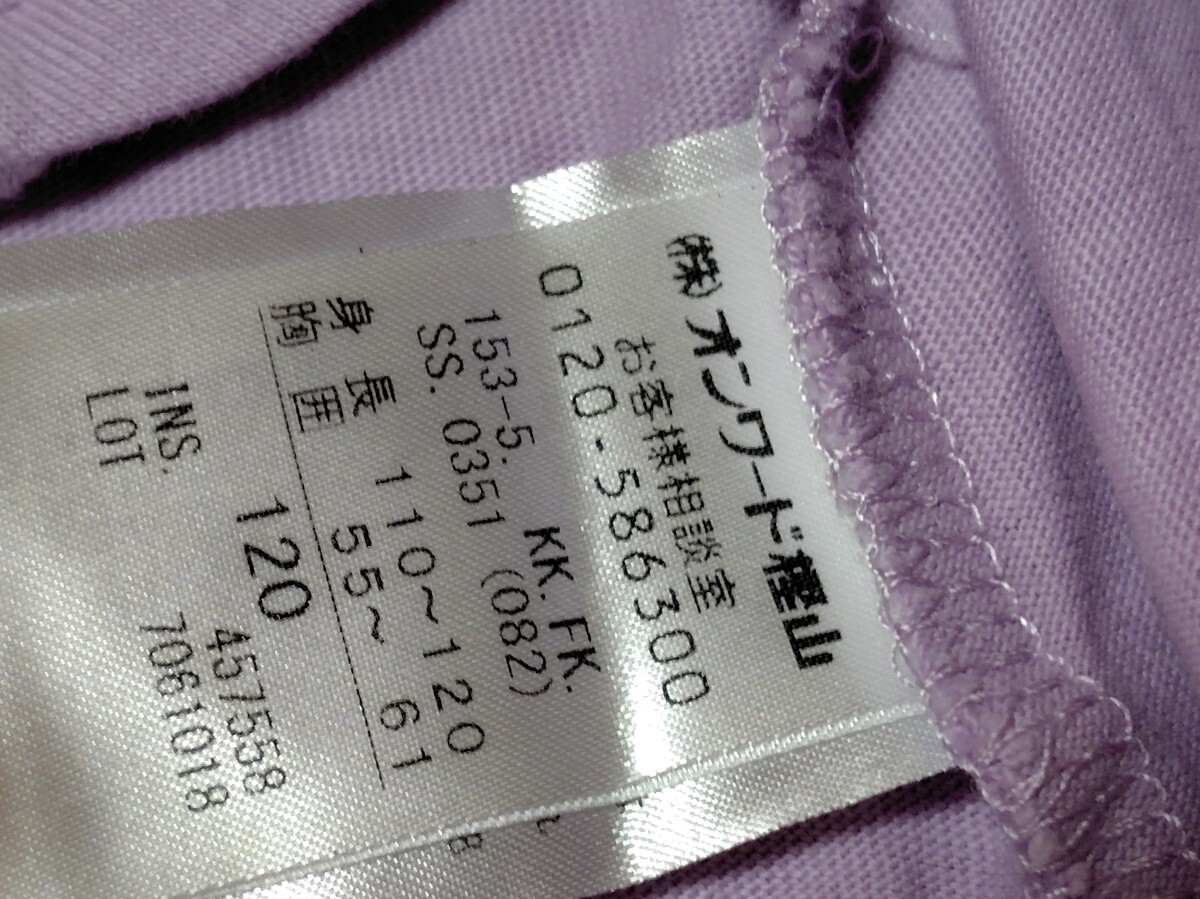 ㈱オンワード樫山
お客様相談室
0120-586300
153-5. KK. FK.
SS. 0351 (082)
身長 110～120
胸囲 55～ 61
120
INS. 457558
LOT 7061018